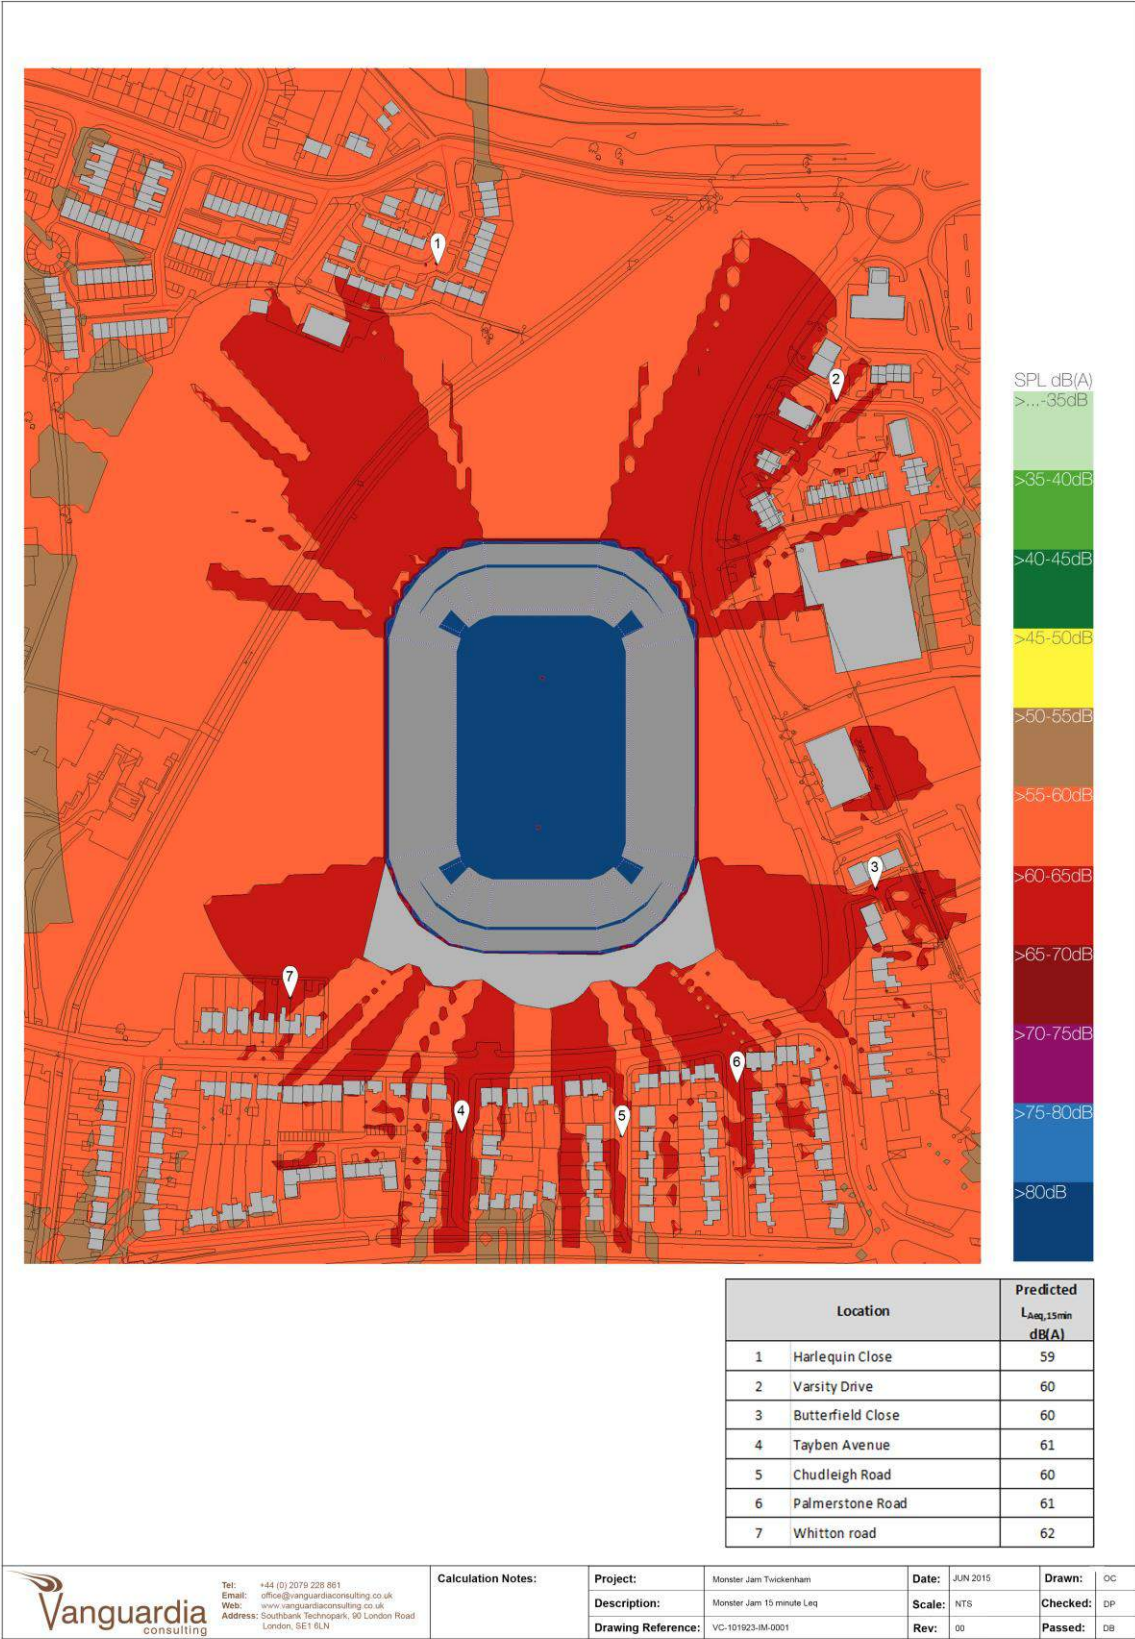 1
2
3
4
5
6
7
SPL dB(A)
>...-35dB
>35-40dB
>40-45dB
>45-50dB
>50-55dB
>55-60dB
>60-65dB
>65-70dB
>70-75dB
>75-80dB
>80dB
Location Predicted LAeq,15min dB(A)
1 Harlequin Close 59
2 Varsity Drive 60
3 Butterfield Close 60
4 Tayben Avenue 61
5 Chudleigh Road 60
6 Palmerstone Road 61
7 Whitton road 62
Vanguardia
consulting
Tel: +44 (0) 2079 228 861
Email: office@vanguardiaconsulting.co.uk
Web: www.vanguardiaconsulting.co.uk
Address: Southbank Technopark, 90 London Road
London, SE1 6LN
Calculation Notes:
Project: Monster Jam Twickenham
Description: Monster Jam 15 minute Leq
Drawing Reference: VC-101923-IM-0001
Date: JUN 2015
Scale: NTS
Rev: 00
Drawn: OC
Checked: DP
Passed: DB